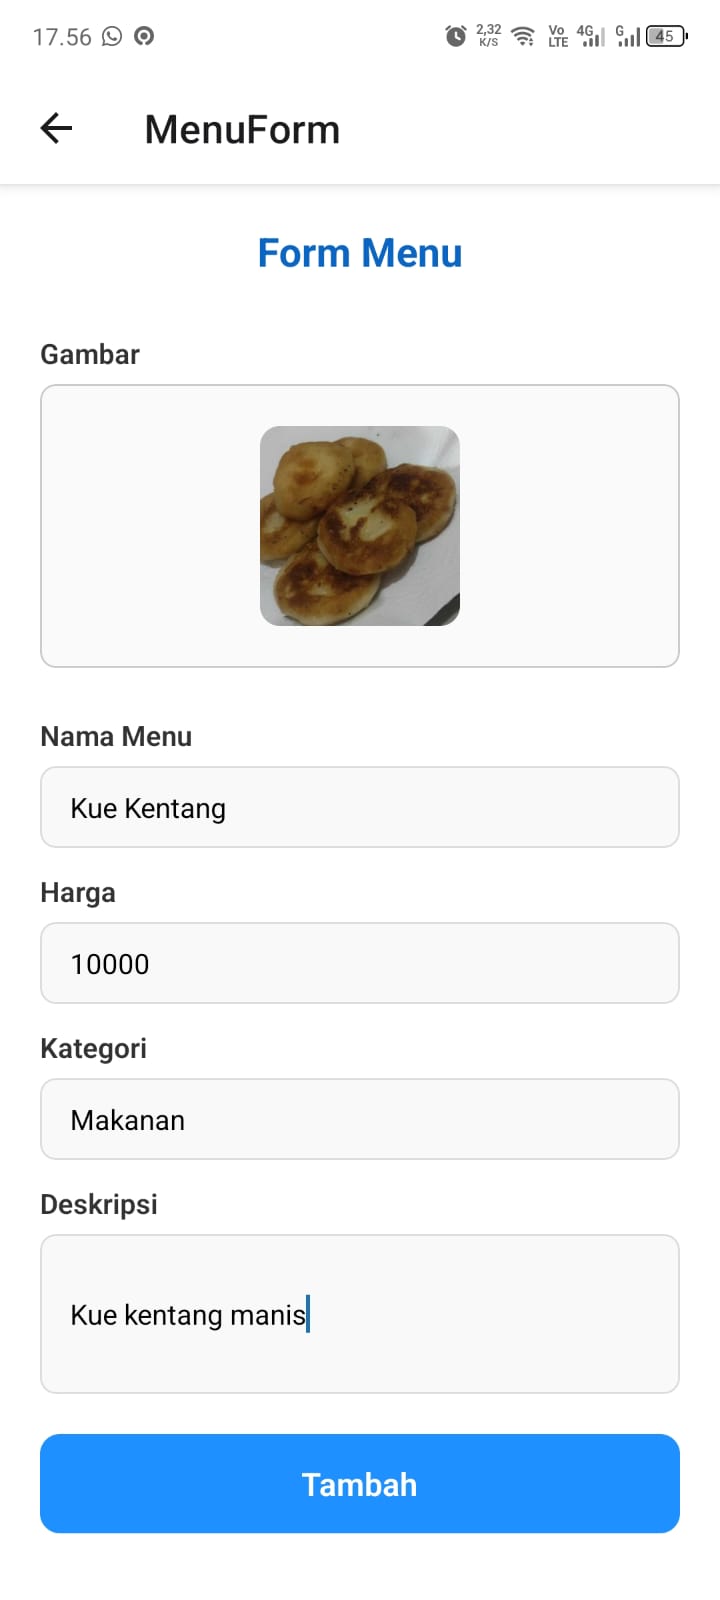 17.56 2,32 K/S Vo LTE 4G G 45
MenuForm
Form Menu
Gambar
Nama Menu
Kue Kentang
Harga
10000
Kategori
Makanan
Deskripsi
Kue kentang manis
Tambah